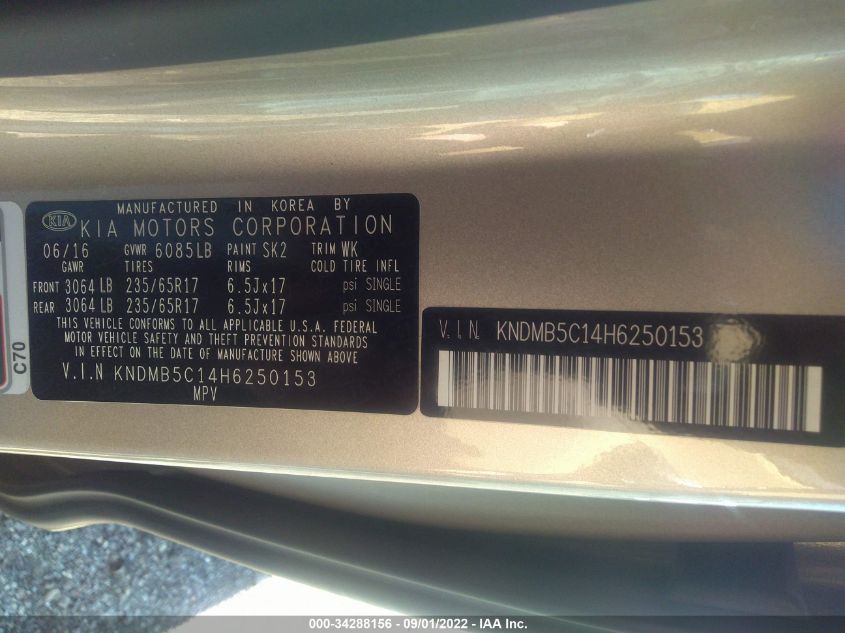 MANUFACTURED IN KOREA BY
KIA KIA MOTORS CORPORATION
06/16 GVWR 6085LB PAINT SK2 TRIM WK
GAWR TIRES RIMS COLD TIRE INFL
FRONT 3064 LB 235/65R17 6.5Jx17 psi SINGLE
REAR 3064 LB 235/65R17 6.5Jx17 psi SINGLE
THIS VEHICLE CONFORMS TO ALL APPLICABLE U.S.A. FEDERAL
MOTOR VEHICLE SAFETY AND THEFT PREVENTION STANDARDS
IN EFFECT ON THE DATE OF MANUFACTURE SHOWN ABOVE
V.I.N KNDMB5C14H6250153
MPV
C70
V.I.N. KNDMB5C14H6250153
000-34288156 - 09/01/2022 - IAA Inc.